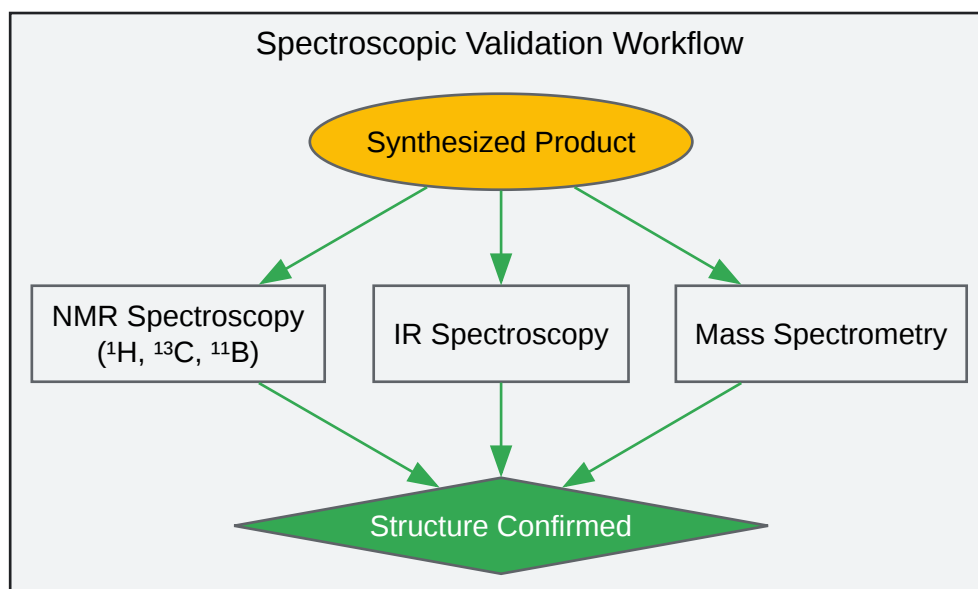 Spectroscopic Validation Workflow
Synthesized Product
NMR Spectroscopy
(¹H, ¹³C, ¹¹B)
IR Spectroscopy
Mass Spectrometry
Structure Confirmed